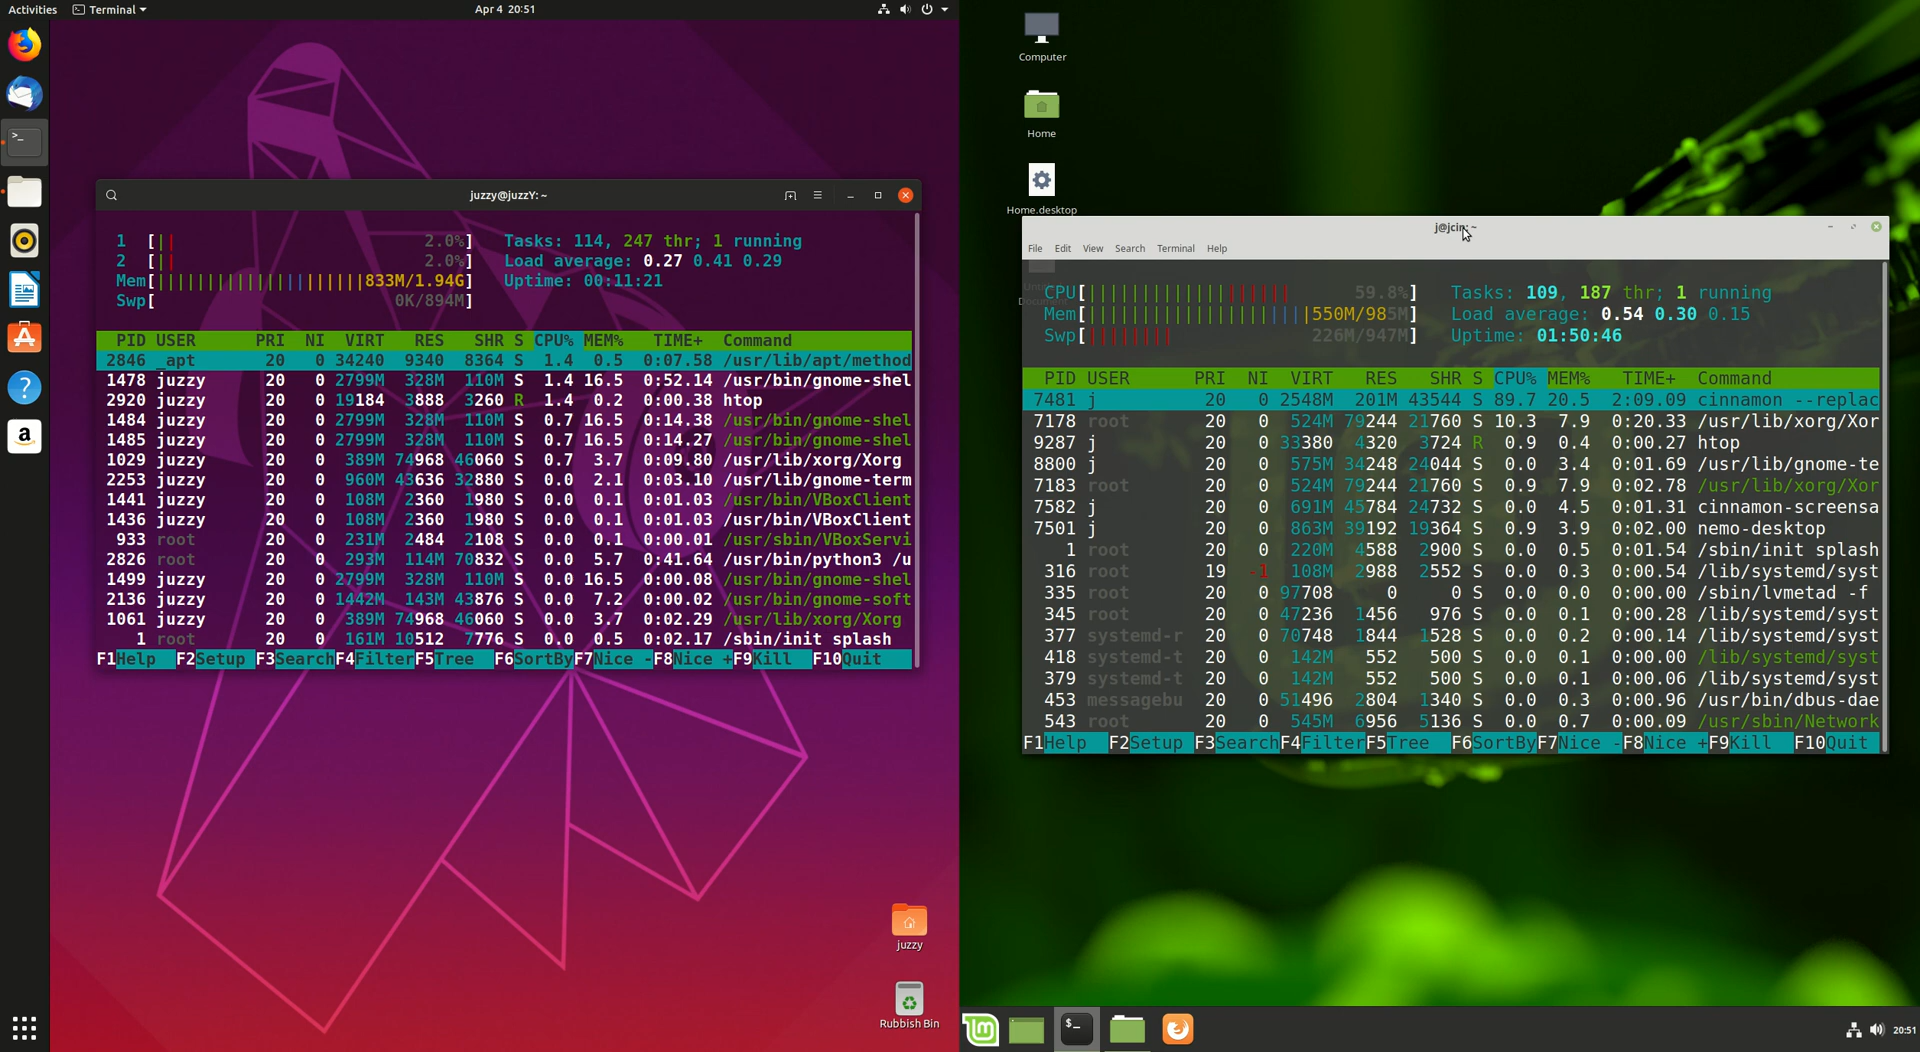 Activities
Terminal
Apr 4 20:51
juzzy@juzzY: ~
1 [|| 2.0%] Tasks: 114, 247 thr; 1 running
2 [|| 2.0%] Load average: 0.27 0.41 0.29
Mem[||||||||||||||||||||||833M/1.94G] Uptime: 00:11:21
Swp[ 0K/894M]
PID USER PRI NI VIRT RES SHR S CPU% MEM% TIME+ Command
2846 _apt 20 0 34240 9340 8364 S 1.4 0.5 0:07.58 /usr/lib/apt/method
1478 juzzy 20 0 2799M 328M 110M S 1.4 16.5 0:52.14 /usr/bin/gnome-shel
2920 juzzy 20 0 19184 3888 3260 R 1.4 0.2 0:00.38 htop
1484 juzzy 20 0 2799M 328M 110M S 0.7 16.5 0:14.38 /usr/bin/gnome-shel
1485 juzzy 20 0 2799M 328M 110M S 0.7 16.5 0:14.27 /usr/bin/gnome-shel
1029 juzzy 20 0 389M 74968 46060 S 0.7 3.7 0:09.80 /usr/lib/xorg/Xorg
2253 juzzy 20 0 960M 43636 32880 S 0.7 2.1 0:03.10 /usr/lib/gnome-term
1441 juzzy 20 0 108M 2360 1980 S 0.0 0.1 0:01.03 /usr/bin/VBoxClient
1436 juzzy 20 0 108M 2360 1980 S 0.0 0.1 0:01.03 /usr/bin/VBoxClient
933 root 20 0 231M 2484 2108 S 0.0 0.1 0:00.01 /usr/sbin/VBoxServi
2826 root 20 0 293M 114M 70832 S 0.0 5.7 0:41.64 /usr/bin/python3 /u
1499 juzzy 20 0 2799M 328M 110M S 0.0 16.5 0:00.08 /usr/bin/gnome-shel
2136 juzzy 20 0 1442M 143M 43876 S 0.0 7.2 0:00.02 /usr/bin/gnome-soft
1061 juzzy 20 0 389M 74968 46060 S 0.0 3.7 0:02.29 /usr/lib/xorg/Xorg
1 root 20 0 161M 10512 7776 S 0.0 0.5 0:02.17 /sbin/init splash
F1Help F2Setup F3SearchF4FilterF5Tree F6SortByF7Nice -F8Nice +F9Kill F10Quit
juzzy
Rubbish Bin
Computer
Home
Home.desktop
File Edit View Search Terminal Help
CPU[||||||||||||||||||| 59.8%] Tasks: 109, 187 thr; 1 running
Mem[|||||||||||||||||||||550M/985M] Load average: 0.54 0.30 0.15
Swp[|||||||| 226M/947M] Uptime: 01:50:46
PID USER PRI NI VIRT RES SHR S CPU% MEM% TIME+ Command
7481 j 20 0 2548M 201M 43544 S 89.7 20.5 2:09.09 cinnamon --replac
7178 root 20 0 524M 79244 21760 S 10.3 7.9 0:20.33 /usr/lib/xorg/Xor
9287 j 20 0 33380 4320 3724 R 0.9 0.4 0:00.27 htop
8800 j 20 0 575M 34248 24044 S 0.9 3.4 0:01.69 /usr/lib/gnome-te
7183 root 20 0 524M 79244 21760 S 0.9 7.9 0:02.78 /usr/lib/xorg/Xor
7582 j 20 0 691M 45784 24732 S 0.0 4.5 0:01.31 cinnamon-screensa
7501 j 20 0 863M 39192 19364 S 0.9 3.9 0:02.00 nemo-desktop
1 root 20 0 220M 4588 2900 S 0.0 0.5 0:01.54 /sbin/init splash
316 root 19 -1 108M 2988 2552 S 0.0 0.3 0:00.54 /lib/systemd/syst
335 root 20 0 97708 0 0 S 0.0 0.0 0:00.00 /sbin/lvmetad -f
345 root 20 0 47236 1456 976 S 0.0 0.1 0:00.28 /lib/systemd/syst
377 systemd-r 20 0 70748 1844 1528 S 0.0 0.2 0:00.14 /lib/systemd/syst
418 systemd-t 20 0 142M 552 500 S 0.0 0.1 0:00.00 /lib/systemd/syst
379 systemd-t 20 0 142M 552 500 S 0.0 0.1 0:00.06 /lib/systemd/syst
453 messagebu 20 0 51496 2804 1340 S 0.0 0.3 0:00.96 /usr/bin/dbus-dae
543 root 20 0 545M 6956 5136 S 0.0 0.7 0:00.09 /usr/sbin/Network
F1Help F2Setup F3SearchF4FilterF5Tree F6SortByF7Nice -F8Nice +F9Kill F10Quit
20:51